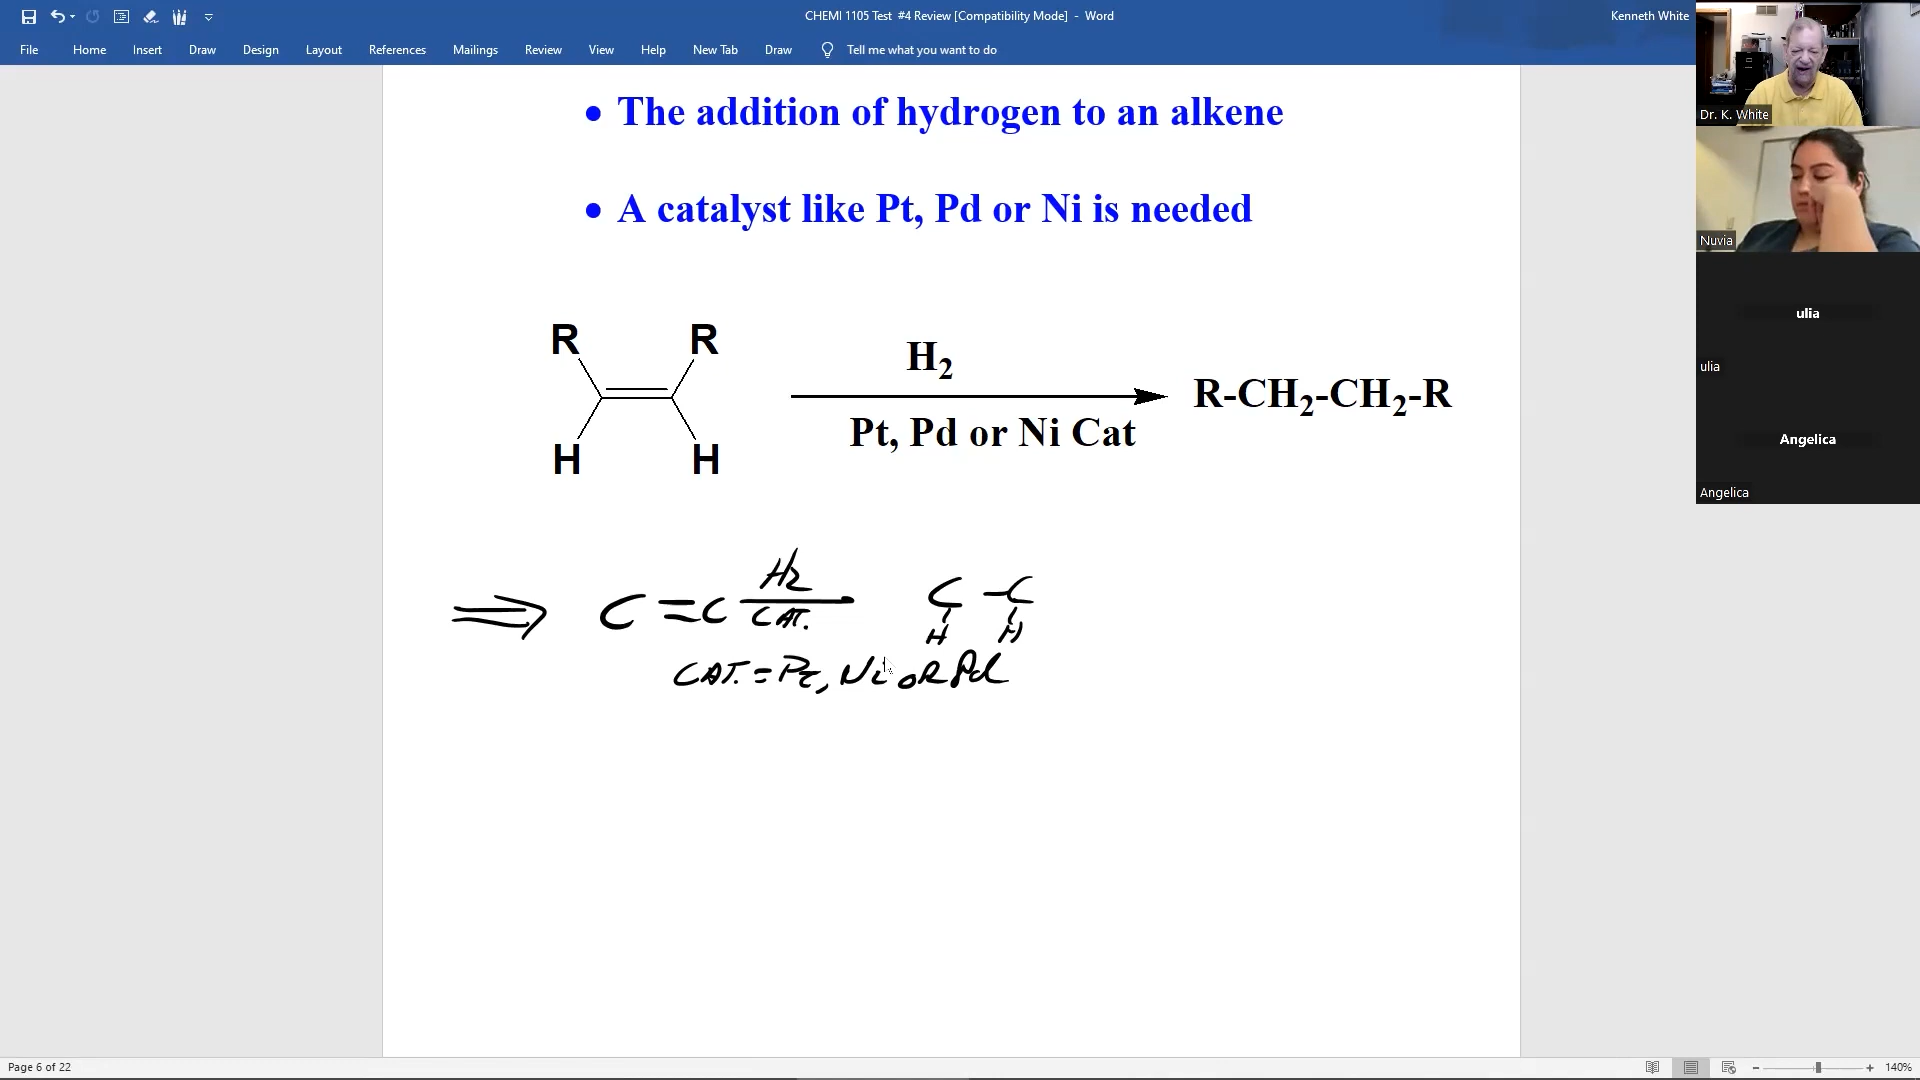 CHEMI 1105 Test #4 Review [Compatibility Mode] - Word
Kenneth White
File Home Insert Draw Design Layout References Mailings Review View Help New Tab Draw Tell me what you want to do
• The addition of hydrogen to an alkene
• A catalyst like Pt, Pd or Ni is needed
R R
H H
H2
Pt, Pd or Ni Cat
R-CH2-CH2-R
H2
C = C CAT. C - C
H H
CAT. = Pt, Ni OR Pd
Dr. K. White
Nuvia
ulia
ulia
Angelica
Angelica
Page 6 of 22
140%